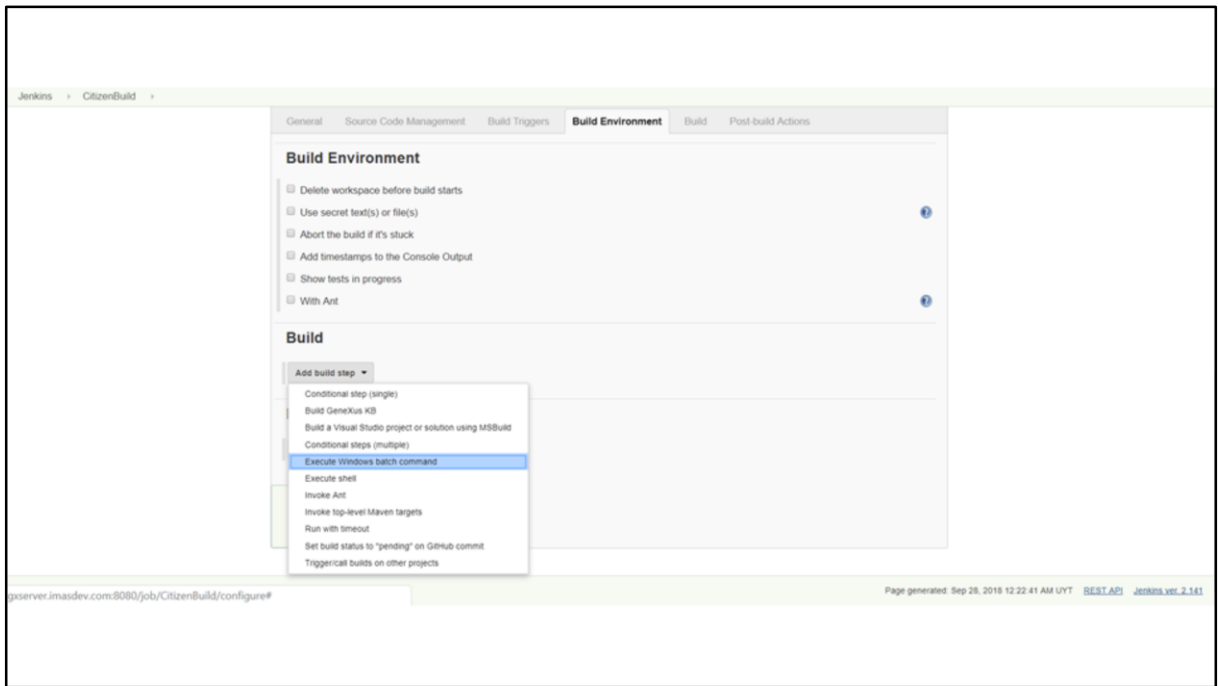 Jenkins › CitizenBuild ›
General Source Code Management Build Triggers Build Environment Build Post-build Actions
Build Environment
Delete workspace before build starts
Use secret text(s) or file(s)
Abort the build if it's stuck
Add timestamps to the Console Output
Show tests in progress
With Ant
Build
Add build step
Conditional step (single)
Build GeneXus KB
Build a Visual Studio project or solution using MSBuild
Conditional steps (multiple)
Execute Windows batch command
Execute shell
Invoke Ant
Invoke top-level Maven targets
Run with timeout
Set build status to "pending" on GitHub commit
Trigger/call builds on other projects
gxserver.imasdev.com:8080/job/CitizenBuild/configure#
Page generated: Sep 28, 2018 12:22:41 AM UYT REST API Jenkins ver. 2.141